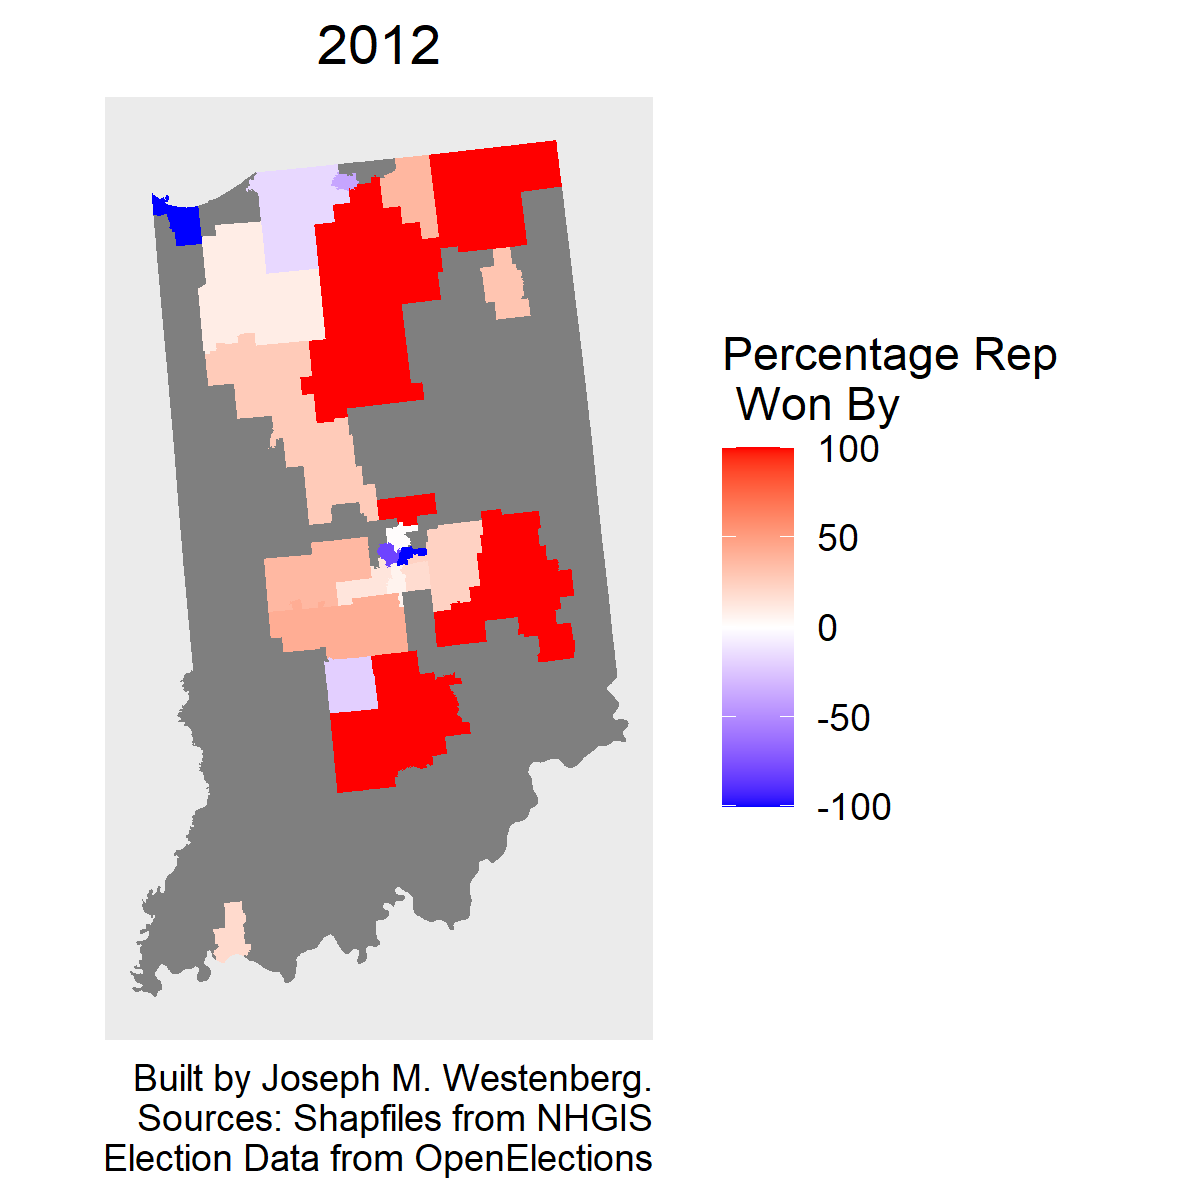 2012
Percentage Rep
Won By
100
50
0
-50
-100
Built by Joseph M. Westenberg.
Sources: Shapfiles from NHGIS
Election Data from OpenElections